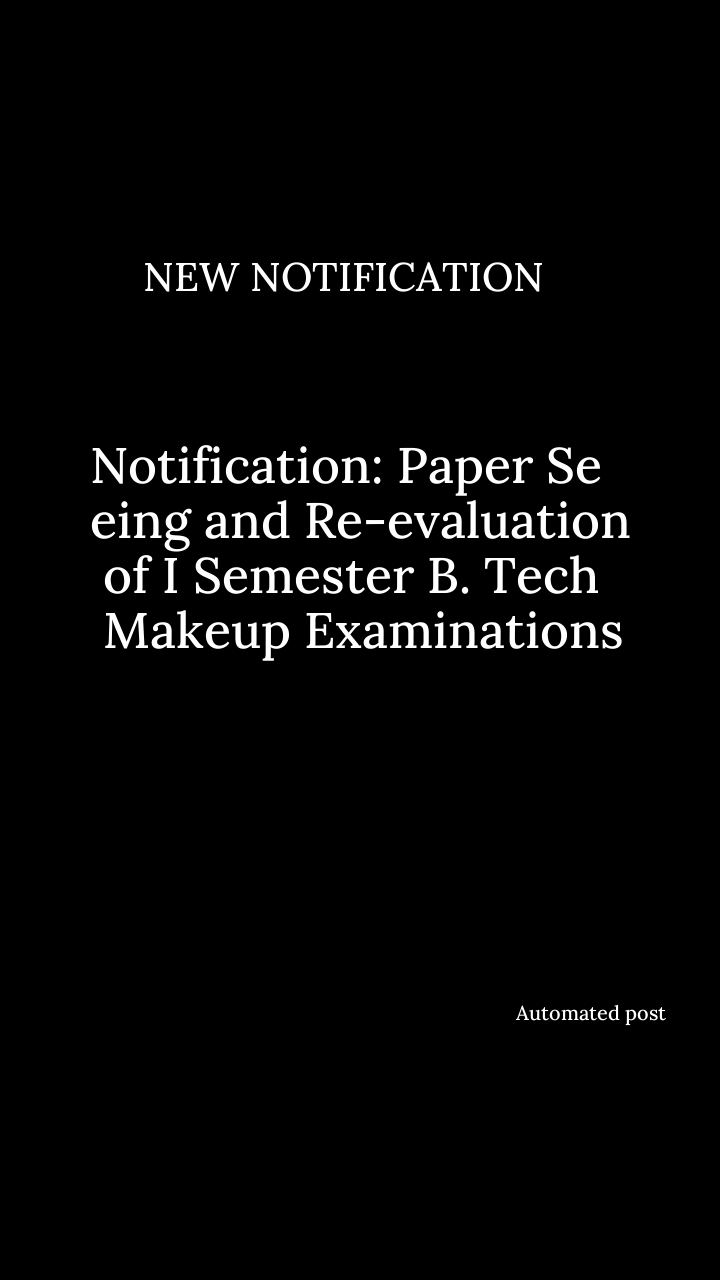 NEW NOTIFICATION
Notification: Paper Se
eing and Re-evaluation
of I Semester B. Tech
Makeup Examinations
Automated post